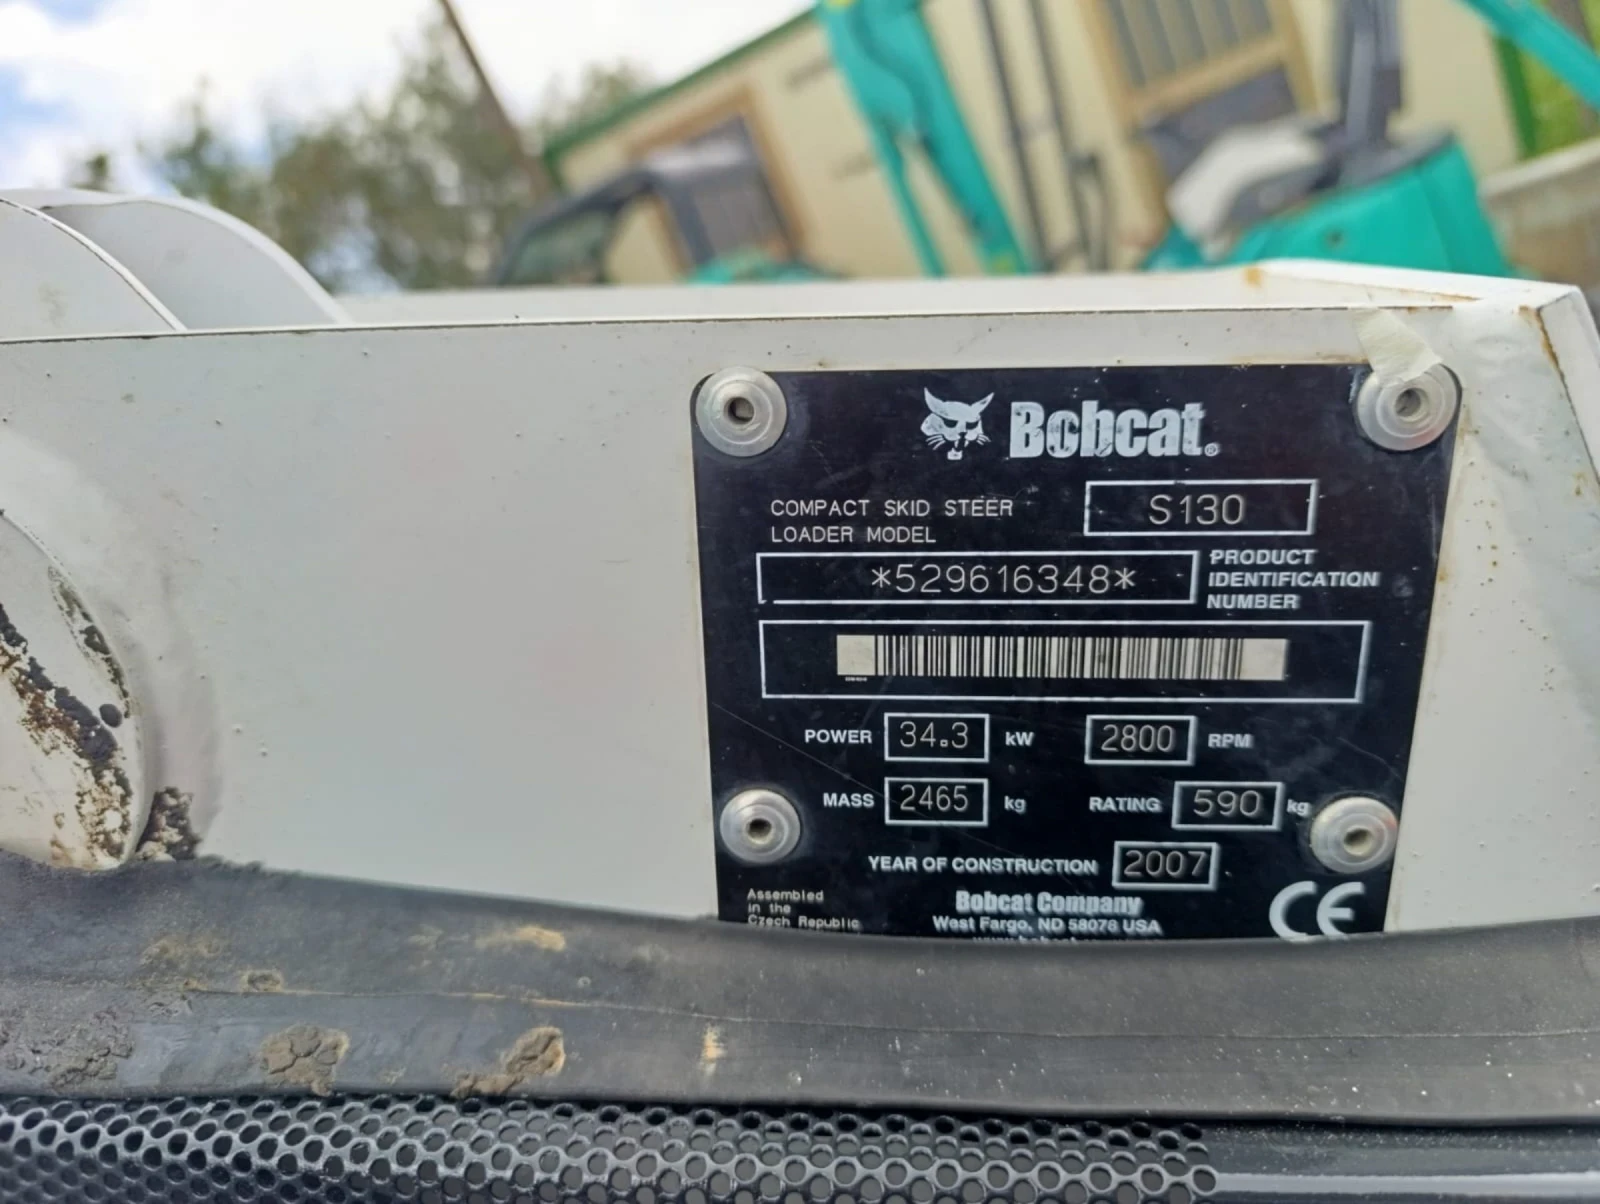 Bobcat®
COMPACT SKID STEER
LOADER MODEL
S130
*529616348*
PRODUCT
IDENTIFICATION
NUMBER
POWER 34.3 kW 2800 RPM
MASS 2465 kg RATING 590 kg
YEAR OF CONSTRUCTION 2007
Assembled
in the
Czech Republic
Bobcat Company
West Fargo, ND 58078 USA
CE